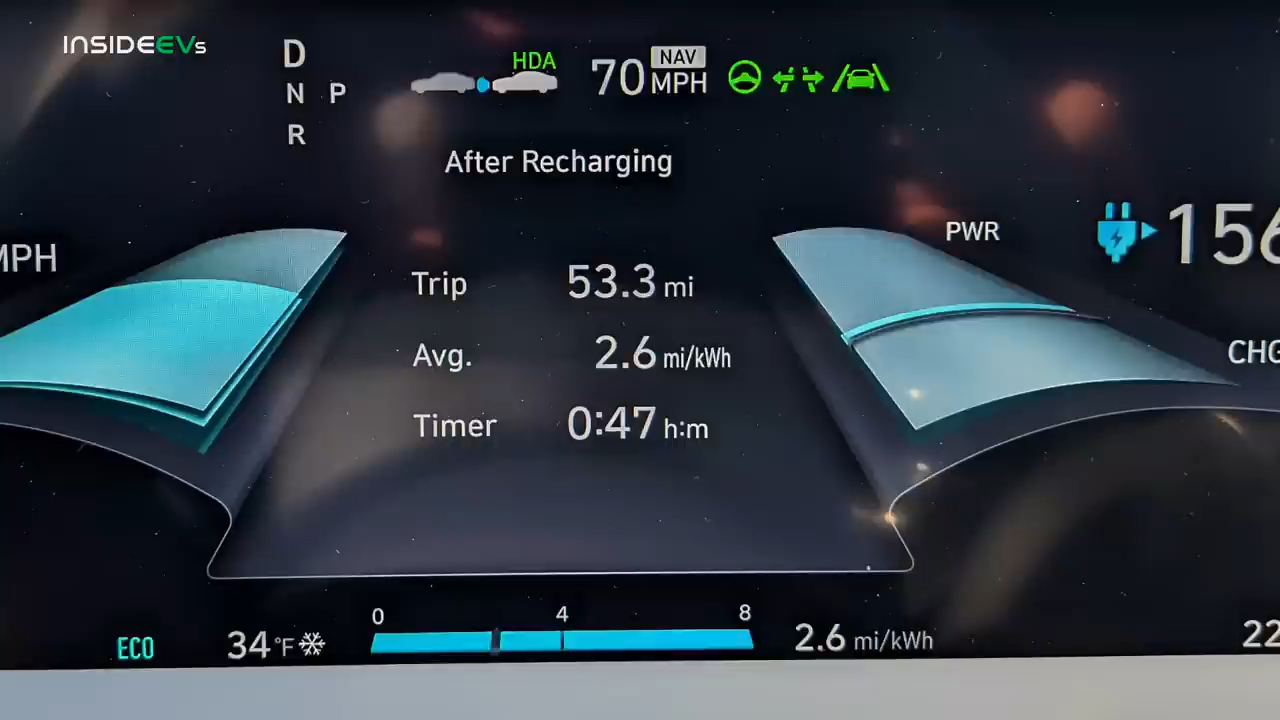 INSIDEEVs
D
N P
R
HDA
70 NAV MPH
After Recharging
MPH
PWR
156
Trip 53.3 mi
Avg. 2.6 mi/kWh
CHG
Timer 0:47 h:m
0 4 8
ECO 34 °F 2.6 mi/kWh 22